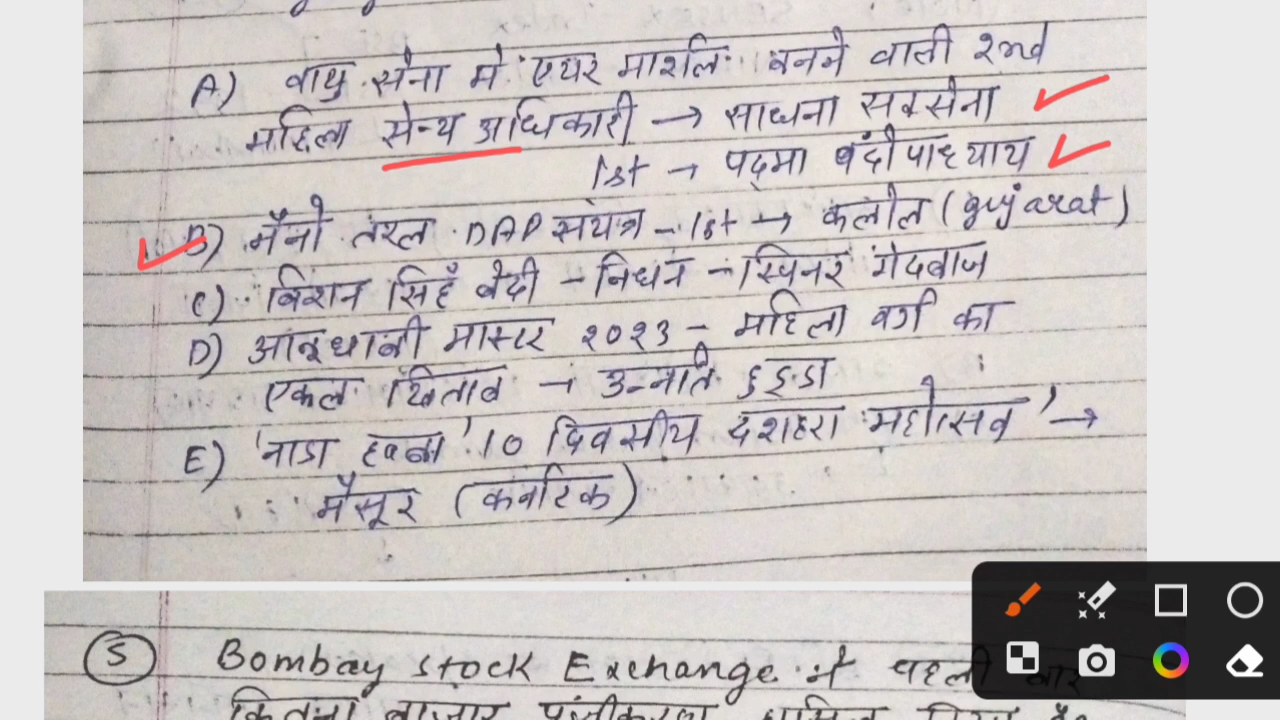 A) वायु सेना मे एयर मार्शल बनने वाली 2nd
महिला सैन्य अधिकारी → साधना सक्सेना
1st → पद्मा बंदोपाध्याय
B) नैनो तरल DAP संयंत्र - 1st → कलोल (gujarat)
C) बिशन सिहँ बेदी - निधन - स्पिनर गेदबाज
D) आबूधाबी मास्टर 2023 - महिला वर्ग का
एकल खिताब → उन्नति हुड्डा
E) 'नाडा हब्बा' 10 दिवसीय दशहरा महोत्सव' →
मैसूर (कर्नाटक)
5 Bombay stock Exchange मे पहली बार
कितना बाजार पूंजीकरण